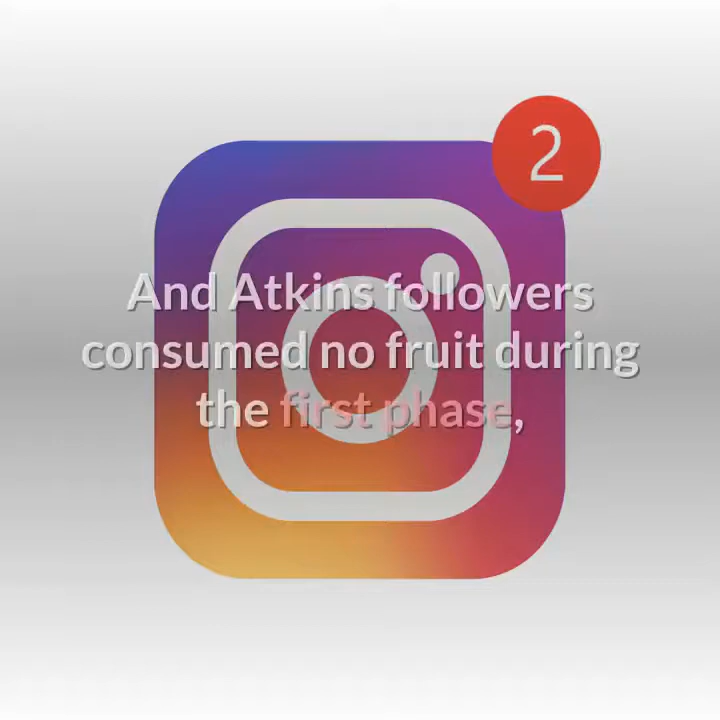 2
And Atkins followers
consumed no fruit during
the first phase,